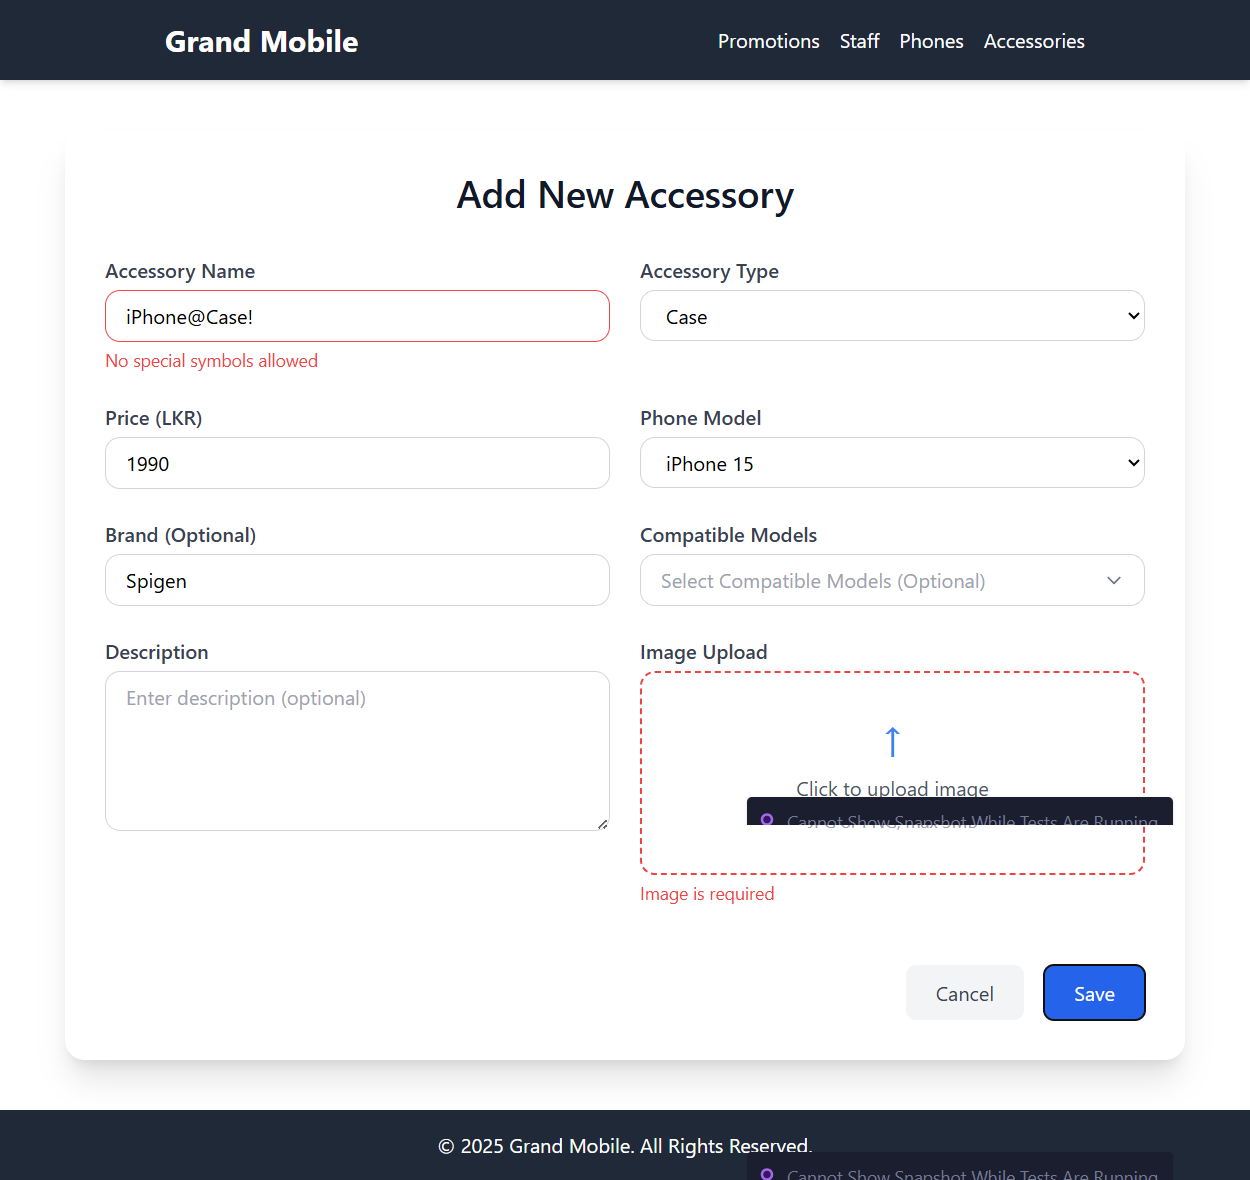 Grand Mobile
Promotions Staff Phones Accessories
Add New Accessory
Accessory Name
iPhone@Case!
No special symbols allowed
Accessory Type
Case
Price (LKR)
1990
Phone Model
iPhone 15
Brand (Optional)
Spigen
Compatible Models
Select Compatible Models (Optional)
Description
Enter description (optional)
Image Upload
↑
Click to upload image
Cannot Show Snapshot While Tests Are Running
Image is required
Cancel
Save
© 2025 Grand Mobile. All Rights Reserved.
Cannot Show Snapshot While Tests Are Running